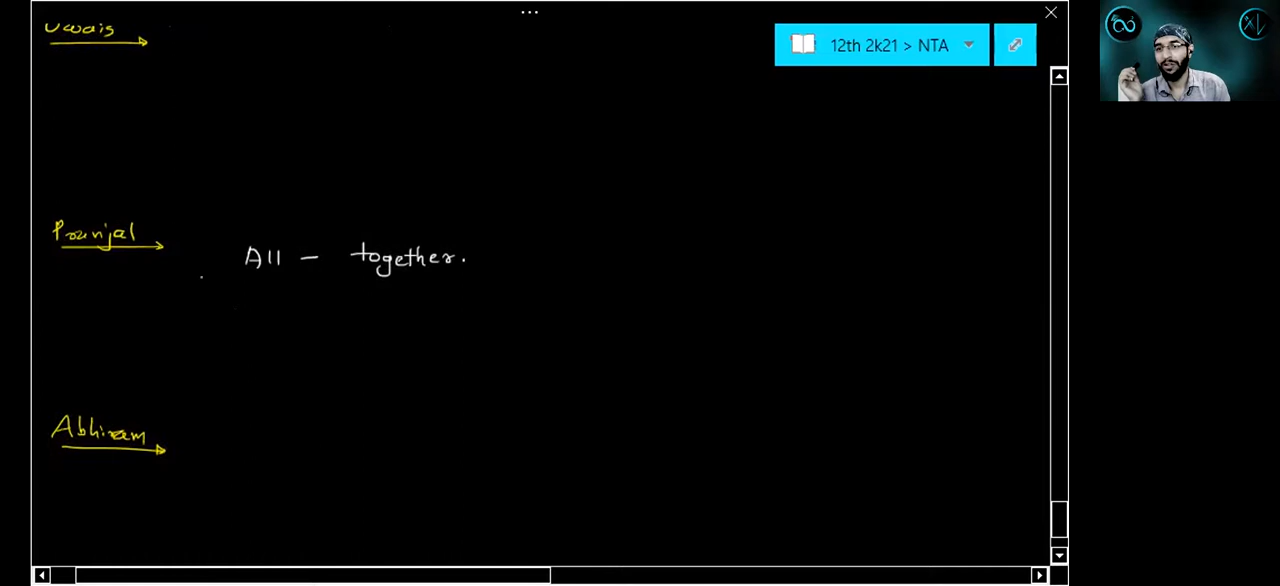 Uwais
12th 2k21 > NTA
Pranjal
All - together.
Abhiram